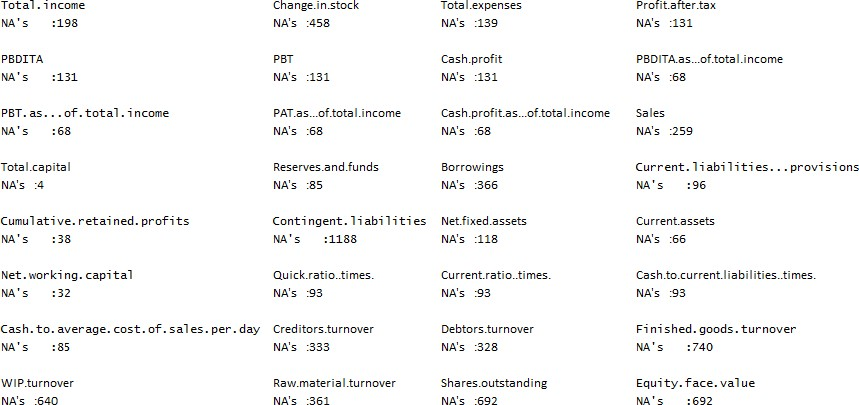 Total.income Change.in.stock Total.expenses Profit.after.tax
NA's :198 NA's :458 NA's :139 NA's :131
PBDITA PBT Cash.profit PBDITA.as...of.total.income
NA's :131 NA's :131 NA's :131 NA's :68
PBT.as...of.total.income PAT.as...of.total.income Cash.profit.as...of.total.income Sales
NA's :68 NA's :68 NA's :68 NA's :259
Total.capital Reserves.and.funds Borrowings Current.liabilities...provisions
NA's :4 NA's :85 NA's :366 NA's :96
Cumulative.retained.profits Contingent.liabilities Net.fixed.assets Current.assets
NA's :38 NA's :1188 NA's :118 NA's :66
Net.working.capital Quick.ratio..times. Current.ratio..times. Cash.to.current.liabilities..times.
NA's :32 NA's :93 NA's :93 NA's :93
Cash.to.average.cost.of.sales.per.day Creditors.turnover Debtors.turnover Finished.goods.turnover
NA's :85 NA's :333 NA's :328 NA's :740
WIP.turnover Raw.material.turnover Shares.outstanding Equity.face.value
NA's :640 NA's :361 NA's :692 NA's :692